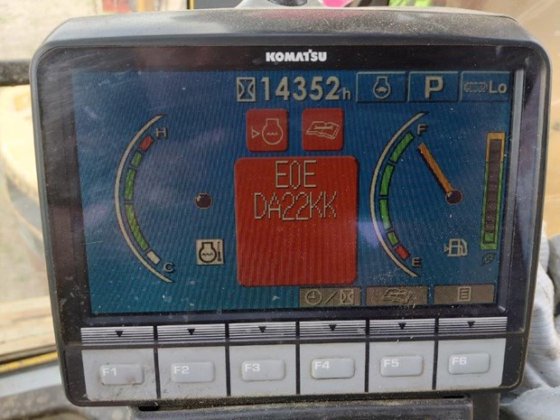 KOMATSU
14352h P Lo
H F
E0E
DA22KK
C E
F1 F2 F3 F4 F5 F6